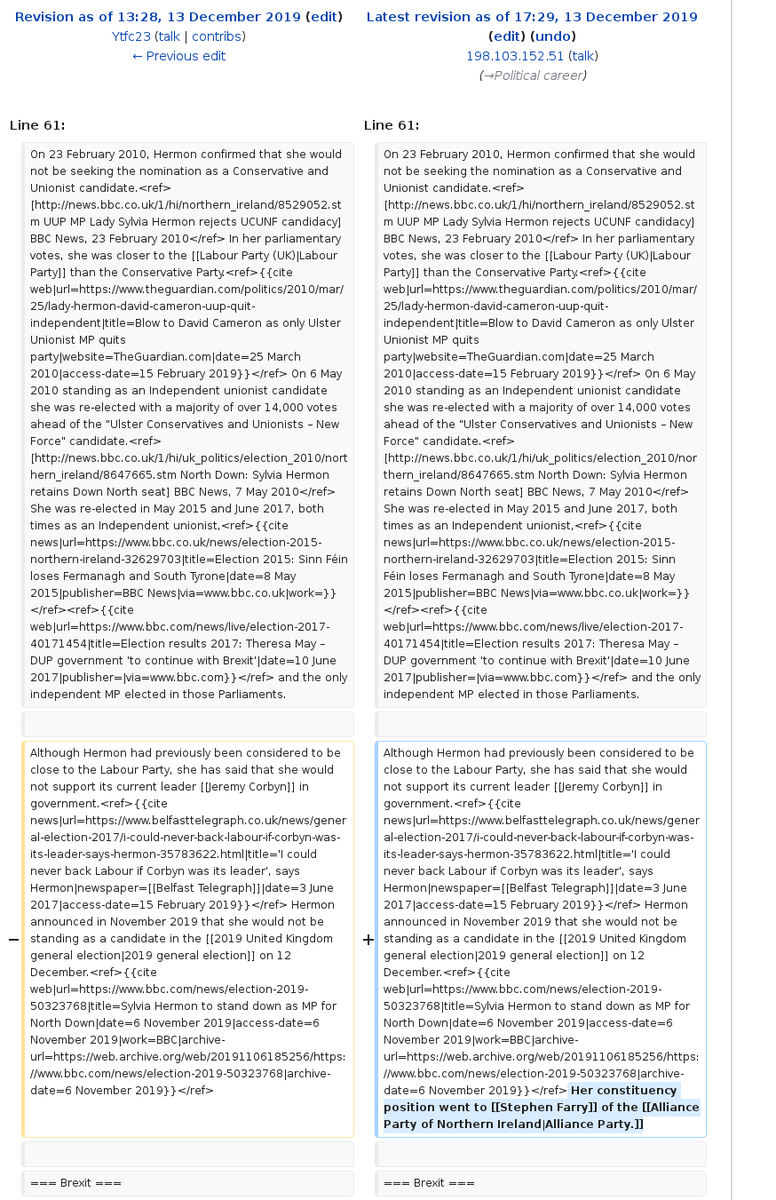 Revision as of 13:28, 13 December 2019 (edit)
Ytfc23 (talk | contribs)
← Previous edit
Latest revision as of 17:29, 13 December 2019
(edit) (undo)
198.103.152.51 (talk)
(→Political career)
Line 61:
On 23 February 2010, Hermon confirmed that she would
not be seeking the nomination as a Conservative and
Unionist candidate.<ref>
[http://news.bbc.co.uk/1/hi/northern_ireland/8529052.st
m UUP MP Lady Sylvia Hermon rejects UCUNF candidacy]
BBC News, 23 February 2010</ref> In her parliamentary
votes, she was closer to the [[Labour Party (UK)|Labour
Party]] than the Conservative Party.<ref>{{cite
web|url=https://www.theguardian.com/politics/2010/mar/
25/lady-hermon-david-cameron-uup-quit-
independent|title=Blow to David Cameron as only Ulster
Unionist MP quits
party|website=TheGuardian.com|date=25 March
2010|access-date=15 February 2019}}</ref> On 6 May
2010 standing as an Independent unionist candidate
she was re-elected with a majority of over 14,000 votes
ahead of the "Ulster Conservatives and Unionists – New
Force" candidate.<ref>
[http://news.bbc.co.uk/1/hi/uk_politics/election_2010/nort
hern_ireland/8647665.stm North Down: Sylvia Hermon
retains Down North seat] BBC News, 7 May 2010</ref>
She was re-elected in May 2015 and June 2017, both
times as an Independent unionist,<ref>{{cite
news|url=https://www.bbc.co.uk/news/election-2015-
northern-ireland-32629703|title=Election 2015: Sinn Féin
loses Fermanagh and South Tyrone|date=8 May
2015|publisher=BBC News|via=www.bbc.co.uk|work=}}
</ref><ref>{{cite
web|url=https://www.bbc.com/news/live/election-2017-
40171454|title=Election results 2017: Theresa May –
DUP government 'to continue with Brexit'|date=10 June
2017|publisher=|via=www.bbc.com}}</ref> and the only
independent MP elected in those Parliaments.
Line 61:
On 23 February 2010, Hermon confirmed that she would
not be seeking the nomination as a Conservative and
Unionist candidate.<ref>
[http://news.bbc.co.uk/1/hi/northern_ireland/8529052.st
m UUP MP Lady Sylvia Hermon rejects UCUNF candidacy]
BBC News, 23 February 2010</ref> In her parliamentary
votes, she was closer to the [[Labour Party (UK)|Labour
Party]] than the Conservative Party.<ref>{{cite
web|url=https://www.theguardian.com/politics/2010/mar/
25/lady-hermon-david-cameron-uup-quit-
independent|title=Blow to David Cameron as only Ulster
Unionist MP quits
party|website=TheGuardian.com|date=25 March
2010|access-date=15 February 2019}}</ref> On 6 May
2010 standing as an Independent unionist candidate
she was re-elected with a majority of over 14,000 votes
ahead of the "Ulster Conservatives and Unionists – New
Force" candidate.<ref>
[http://news.bbc.co.uk/1/hi/uk_politics/election_2010/nor
thern_ireland/8647665.stm North Down: Sylvia Hermon
retains Down North seat] BBC News, 7 May 2010</ref>
She was re-elected in May 2015 and June 2017, both
times as an Independent unionist,<ref>{{cite
news|url=https://www.bbc.co.uk/news/election-2015-
northern-ireland-32629703|title=Election 2015: Sinn
Féin loses Fermanagh and South Tyrone|date=8 May
2015|publisher=BBC News|via=www.bbc.co.uk|work=}}
</ref><ref>{{cite
web|url=https://www.bbc.com/news/live/election-2017-
40171454|title=Election results 2017: Theresa May –
DUP government 'to continue with Brexit'|date=10 June
2017|publisher=|via=www.bbc.com}}</ref> and the only
independent MP elected in those Parliaments.
−
Although Hermon had previously been considered to be
close to the Labour Party, she has said that she would
not support its current leader [[Jeremy Corbyn]] in
government.<ref>{{cite
news|url=https://www.belfasttelegraph.co.uk/news/gener
al-election-2017/i-could-never-back-labour-if-corbyn-was-
its-leader-says-hermon-35783622.html|title='I could
never back Labour if Corbyn was its leader', says
Hermon|newspaper=[[Belfast Telegraph]]|date=3 June
2017|access-date=15 February 2019}}</ref> Hermon
announced in November 2019 that she would not be
standing as a candidate in the [[2019 United Kingdom
general election|2019 general election]] on 12
December.<ref>{{cite
web|url=https://www.bbc.com/news/election-2019-
50323768|title=Sylvia Hermon to stand down as MP for
North Down|date=6 November 2019|access-date=6
November 2019|work=BBC|archive-
url=https://web.archive.org/web/20191106185256/https:
//www.bbc.com/news/election-2019-50323768|archive-
date=6 November 2019}}</ref>
+
Although Hermon had previously been considered to be
close to the Labour Party, she has said that she would
not support its current leader [[Jeremy Corbyn]] in
government.<ref>{{cite
news|url=https://www.belfasttelegraph.co.uk/news/gener
al-election-2017/i-could-never-back-labour-if-corbyn-was-
its-leader-says-hermon-35783622.html|title='I could
never back Labour if Corbyn was its leader', says
Hermon|newspaper=[[Belfast Telegraph]]|date=3 June
2017|access-date=15 February 2019}}</ref> Hermon
announced in November 2019 that she would not be
standing as a candidate in the [[2019 United Kingdom
general election|2019 general election]] on 12
December.<ref>{{cite
web|url=https://www.bbc.com/news/election-2019-
50323768|title=Sylvia Hermon to stand down as MP for
North Down|date=6 November 2019|access-date=6
November 2019|work=BBC|archive-
url=https://web.archive.org/web/20191106185256/https:
//www.bbc.com/news/election-2019-50323768|archive-
date=6 November 2019}}</ref> Her constituency
position went to [[Stephen Farry]] of the [[Alliance
Party of Northern Ireland|Alliance Party.]]
=== Brexit ===
=== Brexit ===